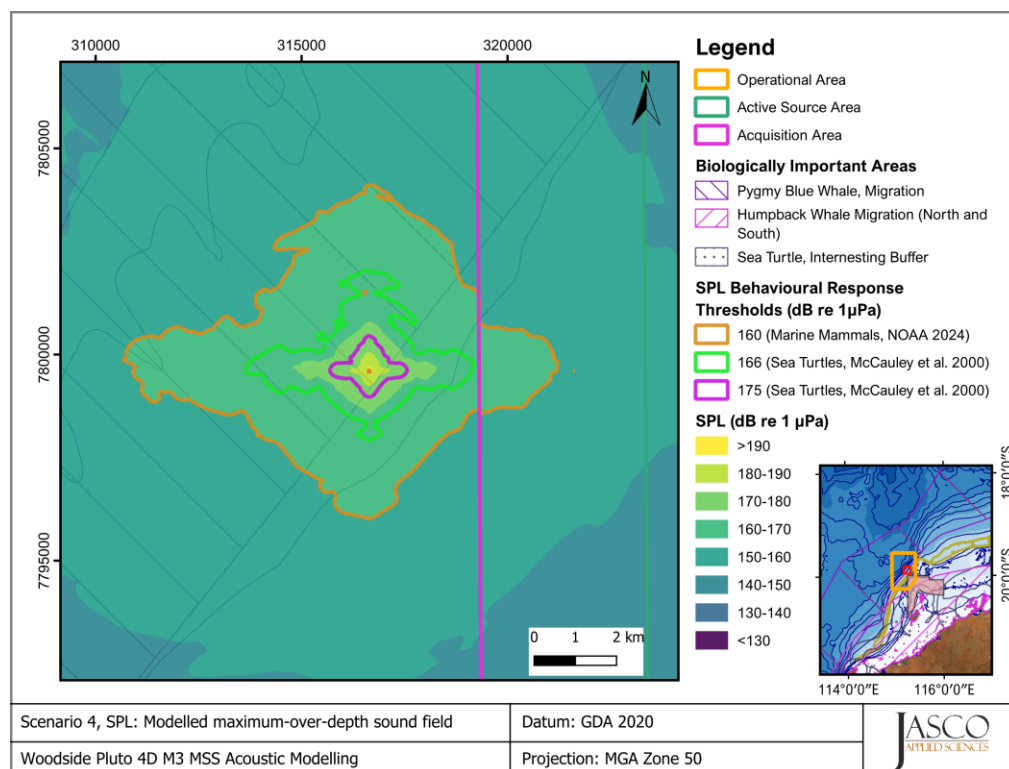 310000
315000
320000
7805000
7800000
7795000
N
0 1 2 km
Legend
Operational Area
Active Source Area
Acquisition Area
Biologically Important Areas
Pygmy Blue Whale, Migration
Humpback Whale Migration (North and
South)
Sea Turtle, Internesting Buffer
SPL Behavioural Response
Thresholds (dB re 1µPa)
160 (Marine Mammals, NOAA 2024)
166 (Sea Turtles, McCauley et al. 2000)
175 (Sea Turtles, McCauley et al. 2000)
SPL (dB re 1 µPa)
>190
180-190
170-180
160-170
150-160
140-150
130-140
<130
18°0′0″S
20°0′0″S
114°0′0″E
116°0′0″E
Scenario 4, SPL: Modelled maximum-over-depth sound field
Datum: GDA 2020
Woodside Pluto 4D M3 MSS Acoustic Modelling
Projection: MGA Zone 50
JASCO
APPLIED SCIENCES